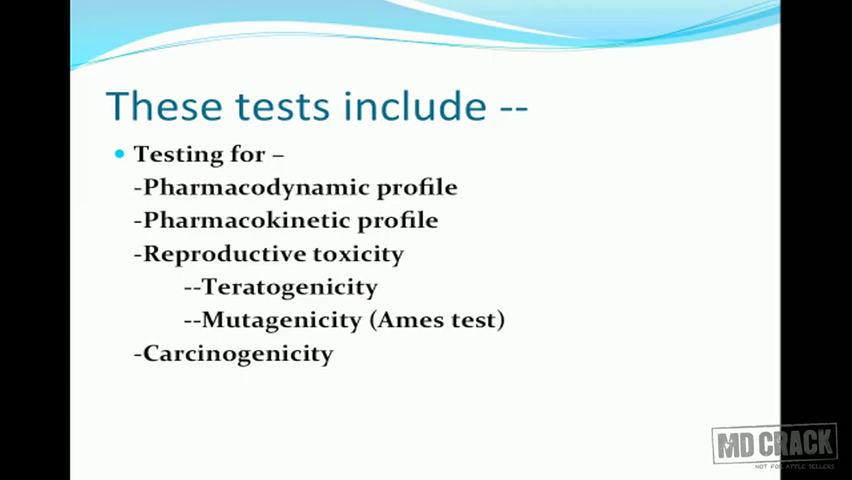 These tests include --
• Testing for –
-Pharmacodynamic profile
-Pharmacokinetic profile
-Reproductive toxicity
--Teratogenicity
--Mutagenicity (Ames test)
-Carcinogenicity
MD CRACK
NOT FOR APPLE SELLERS